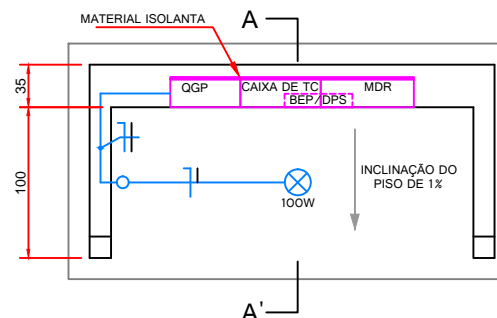 MATERIAL ISOLANTA
A
35
QGP
CAIXA DE TC
MDR
BEP/DPS
100
INCLINAÇÃO DO
PISO DE 1%
100W
A'